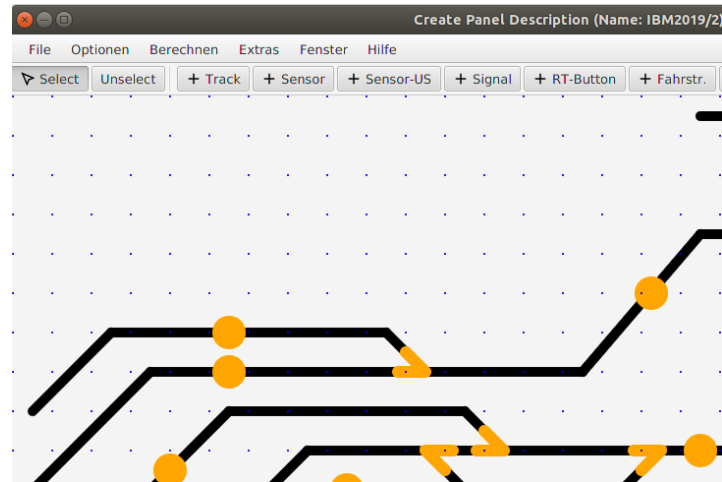 Create Panel Description (Name: IBM2019/2)
File Optionen Berechnen Extras Fenster Hilfe
Select Unselect + Track + Sensor + Sensor-US + Signal + RT-Button + Fahrstr.